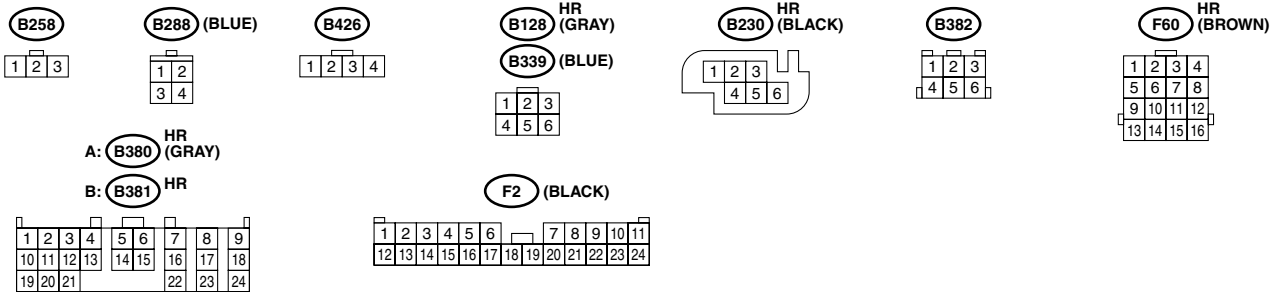 B258
1 2 3
B288 (BLUE)
1 2
3 4
B426
1 2 3 4
B128 HR (GRAY)
B339 (BLUE)
1 2 3
4 5 6
B230 HR (BLACK)
1 2 3
4 5 6
B382
1 2 3
4 5 6
F60 HR (BROWN)
1 2 3 4
5 6 7 8
9 10 11 12
13 14 15 16
A: B380 HR (GRAY)
B: B381 HR
1 2 3 4 5 6 7 8 9
10 11 12 13 14 15 16 17 18
19 20 21 22 23 24
F2 (BLACK)
1 2 3 4 5 6 7 8 9 10 11
12 13 14 15 16 17 18 19 20 21 22 23 24